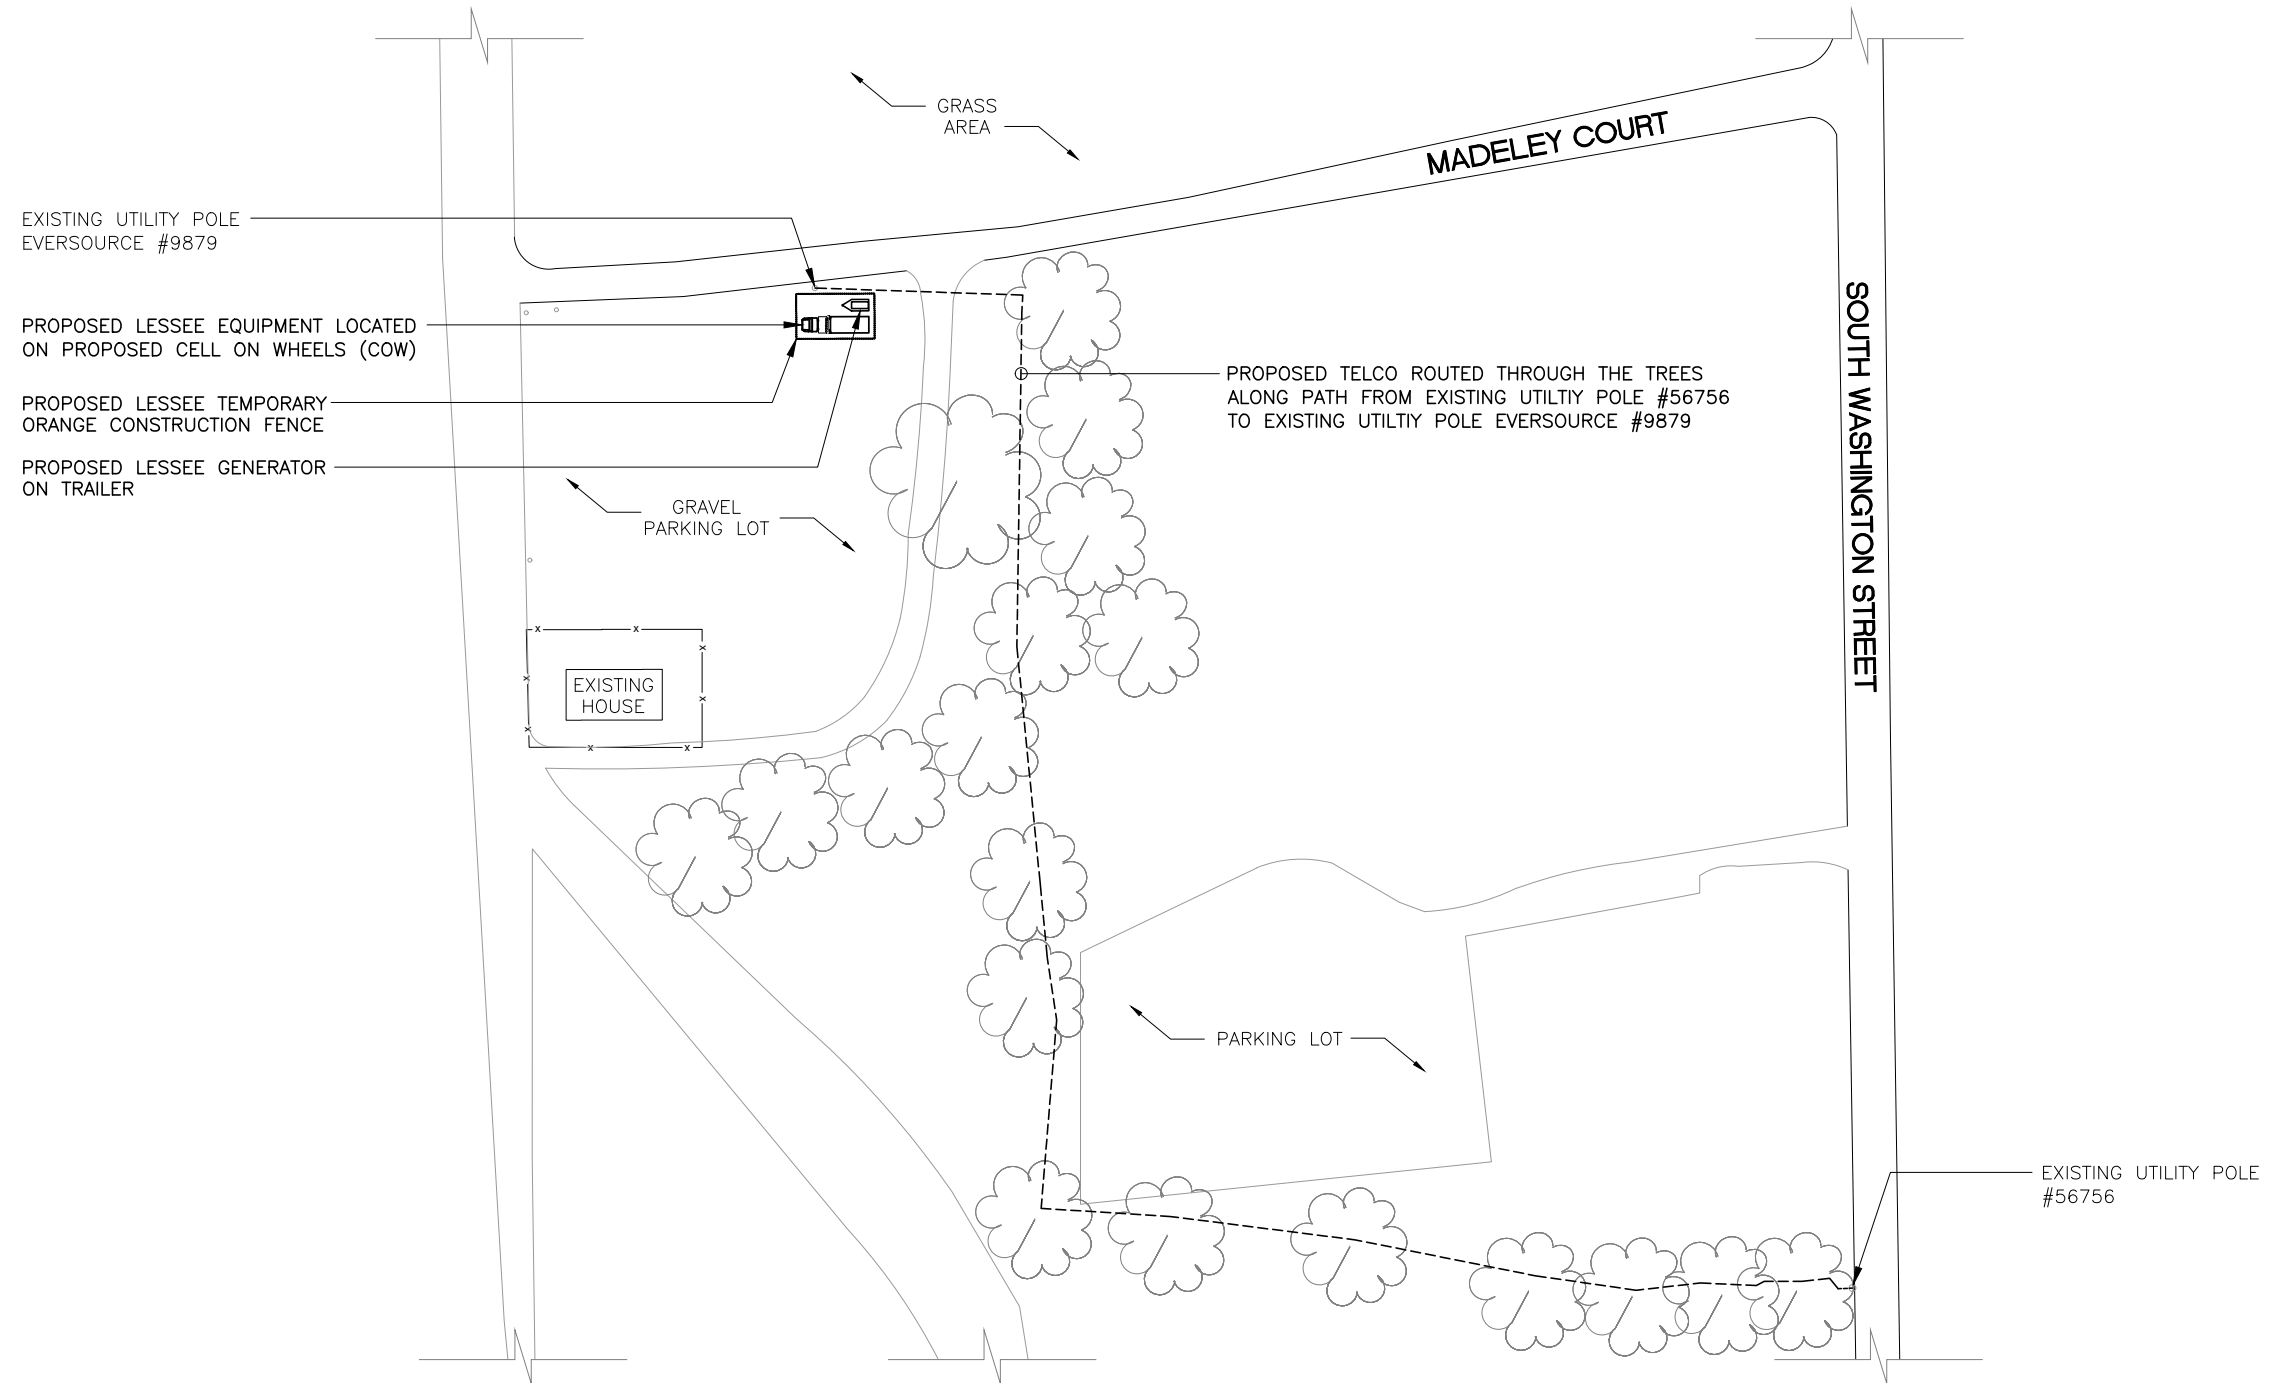 GRASS
AREA
MADELEY COURT
EXISTING UTILITY POLE
EVERSOURCE #9879
PROPOSED LESSEE EQUIPMENT LOCATED
ON PROPOSED CELL ON WHEELS (COW)
PROPOSED LESSEE TEMPORARY
ORANGE CONSTRUCTION FENCE
PROPOSED LESSEE GENERATOR
ON TRAILER
PROPOSED TELCO ROUTED THROUGH THE TREES
ALONG PATH FROM EXISTING UTILTIY POLE #56756
TO EXISTING UTILTIY POLE EVERSOURCE #9879
SOUTH WASHINGTON STREET
GRAVEL
PARKING LOT
EXISTING
HOUSE
PARKING LOT
EXISTING UTILITY POLE
#56756